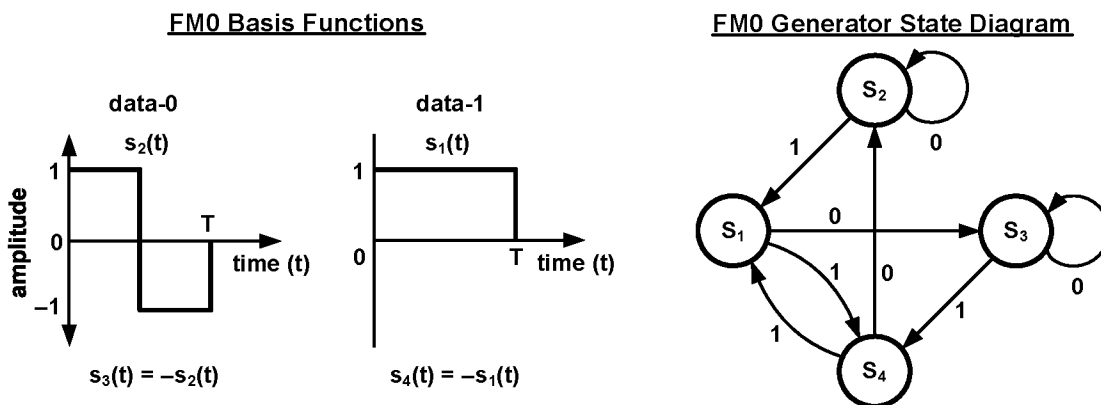 FM0 Basis Functions
data-0
s2(t)
1
0
–1
amplitude
T
time (t)
s3(t) = –s2(t)
data-1
s1(t)
1
0
T
time (t)
s4(t) = –s1(t)
FM0 Generator State Diagram
S2
0
1
S1
0
S3
0
1
0
1
1
S4